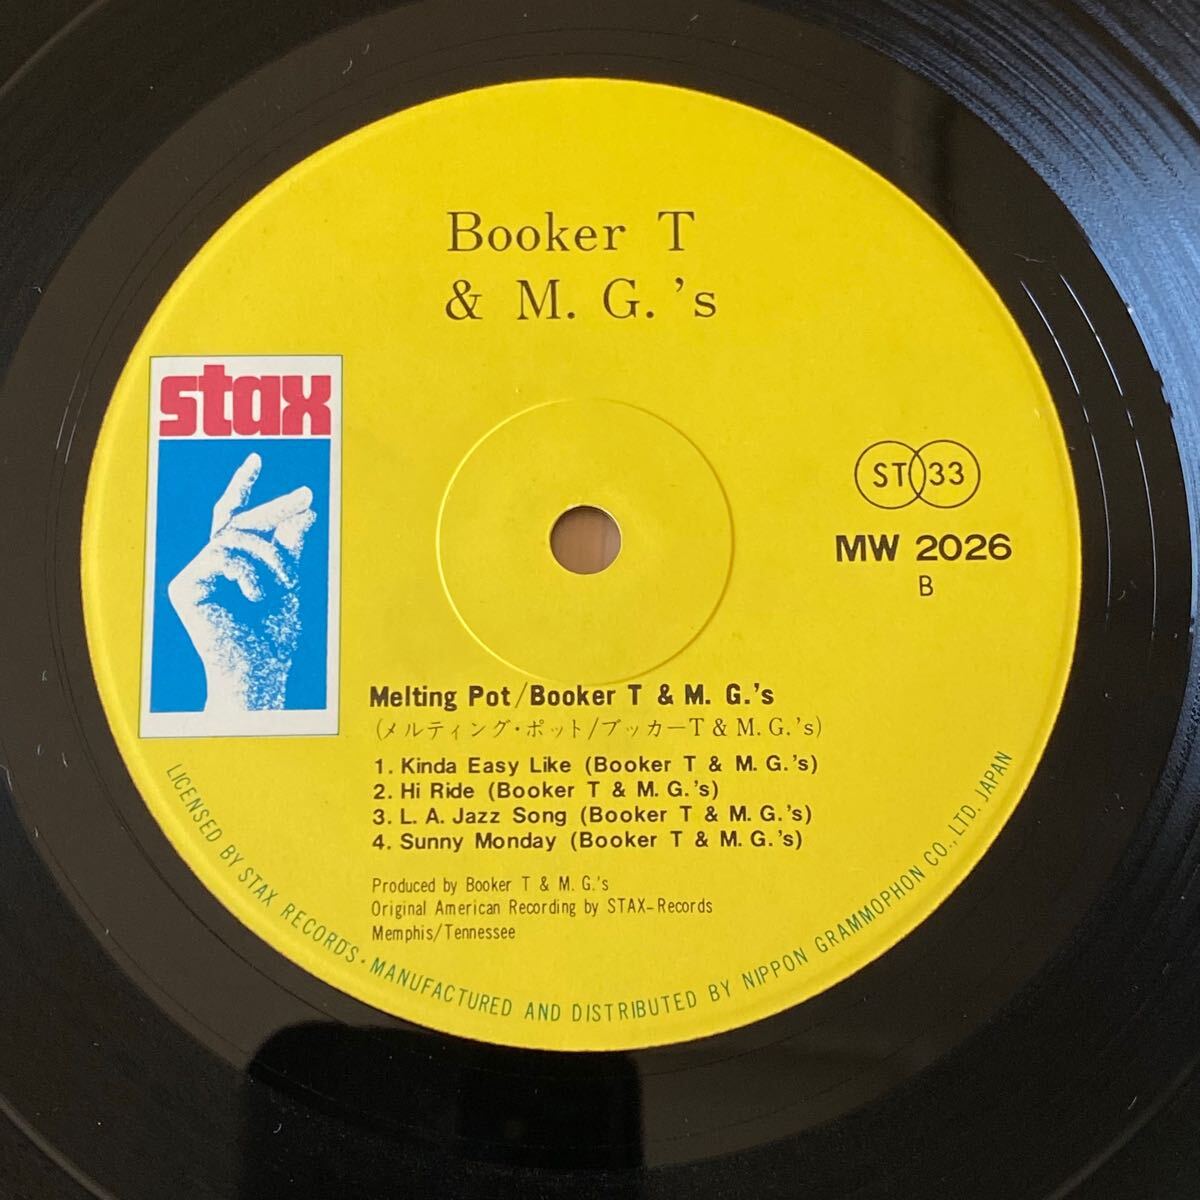 Booker T
& M. G.'s
stax
ST 33
MW 2026
B
Melting Pot/Booker T & M. G.'s
(メルティング・ポット/ブッカーT & M. G.'s)
1. Kinda Easy Like (Booker T & M. G.'s)
2. Hi Ride (Booker T & M. G.'s)
3. L. A. Jazz Song (Booker T & M. G.'s)
4. Sunny Monday (Booker T & M. G.'s)
Produced by Booker T & M. G.'s
Original American Recording by STAX-Records
Memphis/Tennessee
LICENSED BY STAX RECORDS • MANUFACTURED AND DISTRIBUTED BY NIPPON GRAMMOPHON CO., LTD. JAPAN